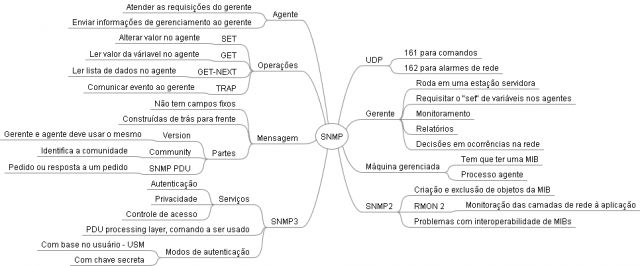 Atender as requisições do gerente
Enviar informações de gerenciamento ao gerente
Agente
Alterar valor no agente
SET
Ler valor da váriavel no agente
GET
Ler lista de dados no agente
GET-NEXT
Comunicar evento ao gerente
TRAP
Operações
Não tem campos fixos
Construídas de trás para frente
Mensagem
Gerente e agente deve usar o mesmo
Version
Identifica a comunidade
Community
Pedido ou resposta a um pedido
SNMP PDU
Partes
Autenticação
Privacidade
Controle de acesso
Serviços
SNMP3
PDU processing layer, comando a ser usado
Com base no usuário - USM
Com chave secreta
Modos de autenticação
SNMP
UDP
161 para comandos
162 para alarmes de rede
Gerente
Roda em uma estação servidora
Requisitar o "set" de variáveis nos agentes
Monitoramento
Relatórios
Decisões em ocorrências na rede
Máquina gerenciada
Tem que ter uma MIB
Processo agente
SNMP2
Criação e exclusão de objetos da MIB
RMON 2
Monitoração das camadas de rede à aplicação
Problemas com interoperabilidade de MIBs